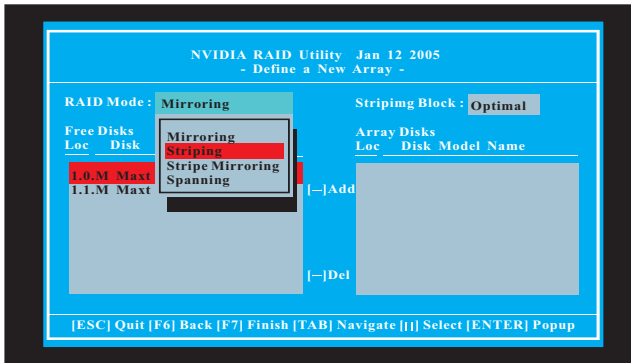 NVIDIA RAID Utility Jan 12 2005
- Define a New Array -
RAID Mode : Mirroring
Stripimg Block : Optimal
Free Disks
Loc Disk
Mirroring
Striping
Stripe Mirroring
Spanning
Array Disks
Loc Disk Model Name
1.0.M Maxt
1.1.M Maxt
[—]Add
[—]Del
[ESC] Quit [F6] Back [F7] Finish [TAB] Navigate [||] Select [ENTER] Popup